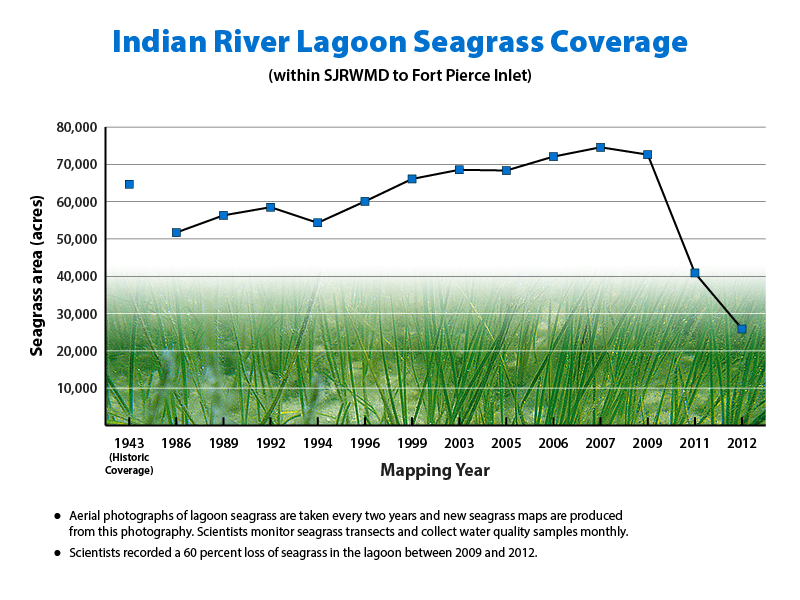 Indian River Lagoon Seagrass Coverage
(within SJRWMD to Fort Pierce Inlet)
Seagrass area (acres)
80,000
70,000
60,000
50,000
40,000
30,000
20,000
10,000
1943 1986 1989 1992 1994 1996 1999 2003 2005 2006 2007 2009 2011 2012
(Historic
Coverage)
Mapping Year
● Aerial photographs of lagoon seagrass are taken every two years and new seagrass maps are produced
from this photography. Scientists monitor seagrass transects and collect water quality samples monthly.
● Scientists recorded a 60 percent loss of seagrass in the lagoon between 2009 and 2012.